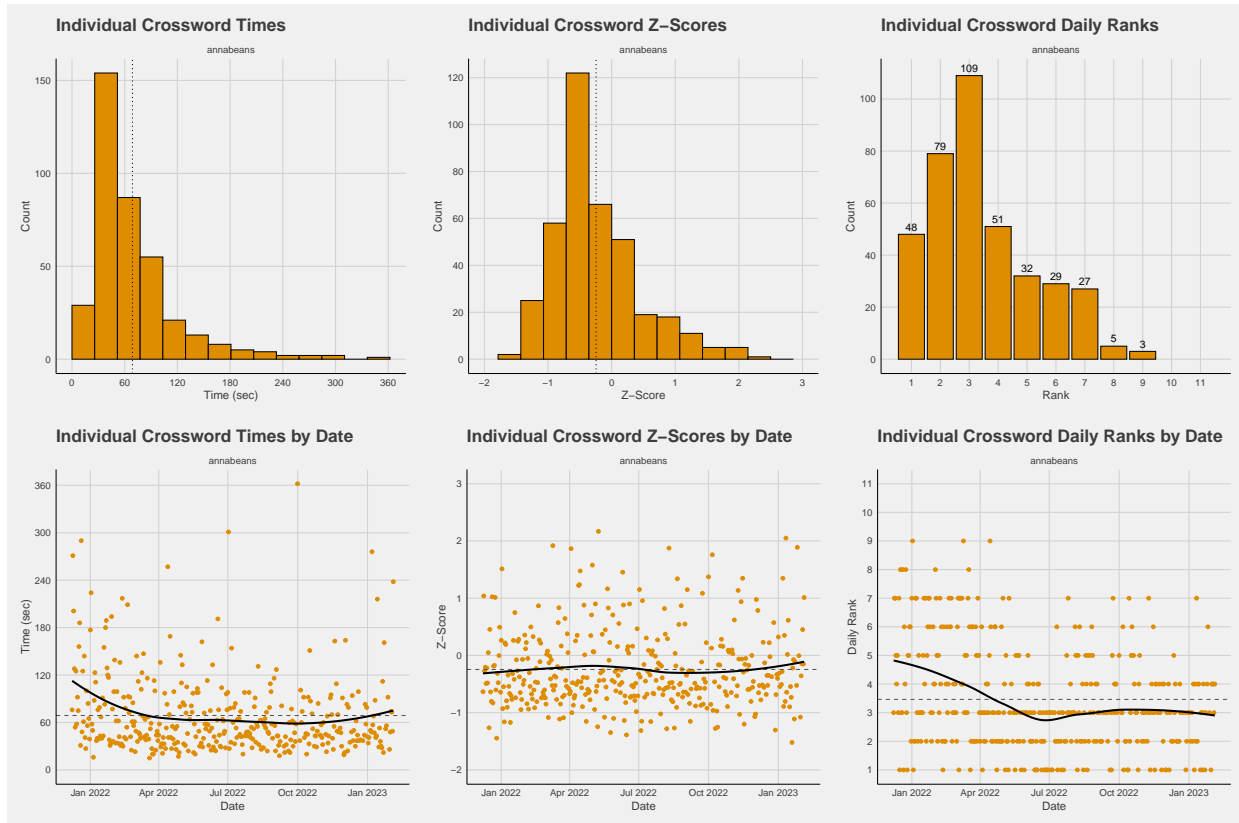 Individual Crossword Times
annabeans
150
100
50
0
Count
0 60 120 180 240 300 360
Time (sec)
Individual Crossword Z−Scores
annabeans
120
100
80
60
40
20
0
Count
−2 −1 0 1 2 3
Z−Score
Individual Crossword Daily Ranks
annabeans
100
80
60
40
20
0
Count
48 79 109 51 32 29 27 5 3
1 2 3 4 5 6 7 8 9 10 11
Rank
Individual Crossword Times by Date
annabeans
360
300
240
180
120
60
0
Time (sec)
Jan 2022 Apr 2022 Jul 2022 Oct 2022 Jan 2023
Date
Individual Crossword Z−Scores by Date
annabeans
3
2
1
0
−1
−2
Z−Score
Jan 2022 Apr 2022 Jul 2022 Oct 2022 Jan 2023
Date
Individual Crossword Daily Ranks by Date
annabeans
11
10
9
8
7
6
5
4
3
2
1
Daily Rank
Jan 2022 Apr 2022 Jul 2022 Oct 2022 Jan 2023
Date